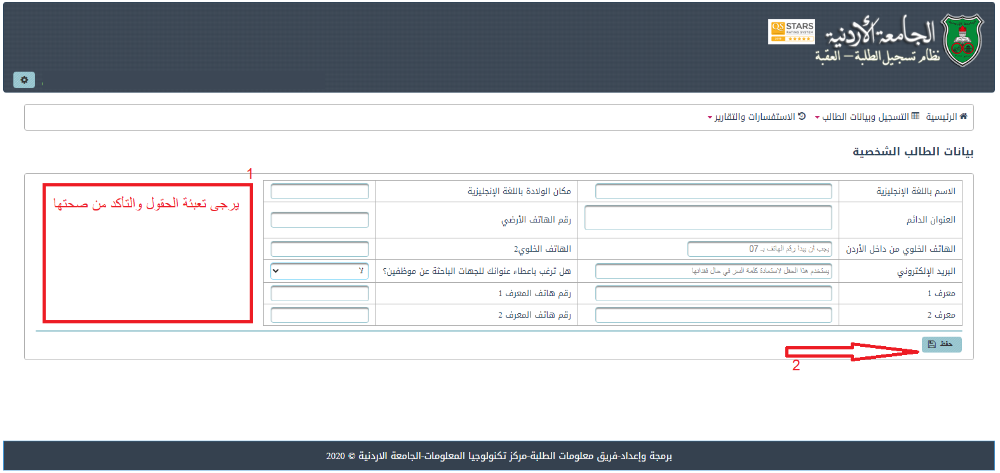 الجامعة الأردنية
نظام تسجيل الطلبة – العقبة
QS STARS
RATING SYSTEM
الرئيسية التسجيل وبيانات الطالب الاستفسارات والتقارير
بيانات الطالب الشخصية
1
الاسم باللغة الإنجليزية مكان الولادة باللغة الإنجليزية
يرجى تعبئة الحقول والتأكد من صحتها
العنوان الدائم رقم الهاتف الأرضي
الهاتف الخلوي من داخل الأردن يجب أن يبدأ رقم الهاتف بـ 07 الهاتف الخلوي2
البريد الإلكتروني يستخدم هذا الحقل لاستعادة كلمة السر في حال فقدانها هل ترغب باعطاء عنوانك للجهات الباحثة عن موظفين؟ لا
معرف 1 رقم هاتف المعرف 1
معرف 2 رقم هاتف المعرف 2
حفظ
2
برمجة وإعداد-فريق معلومات الطلبة-مركز تكنولوجيا المعلومات-الجامعة الاردنية © 2020